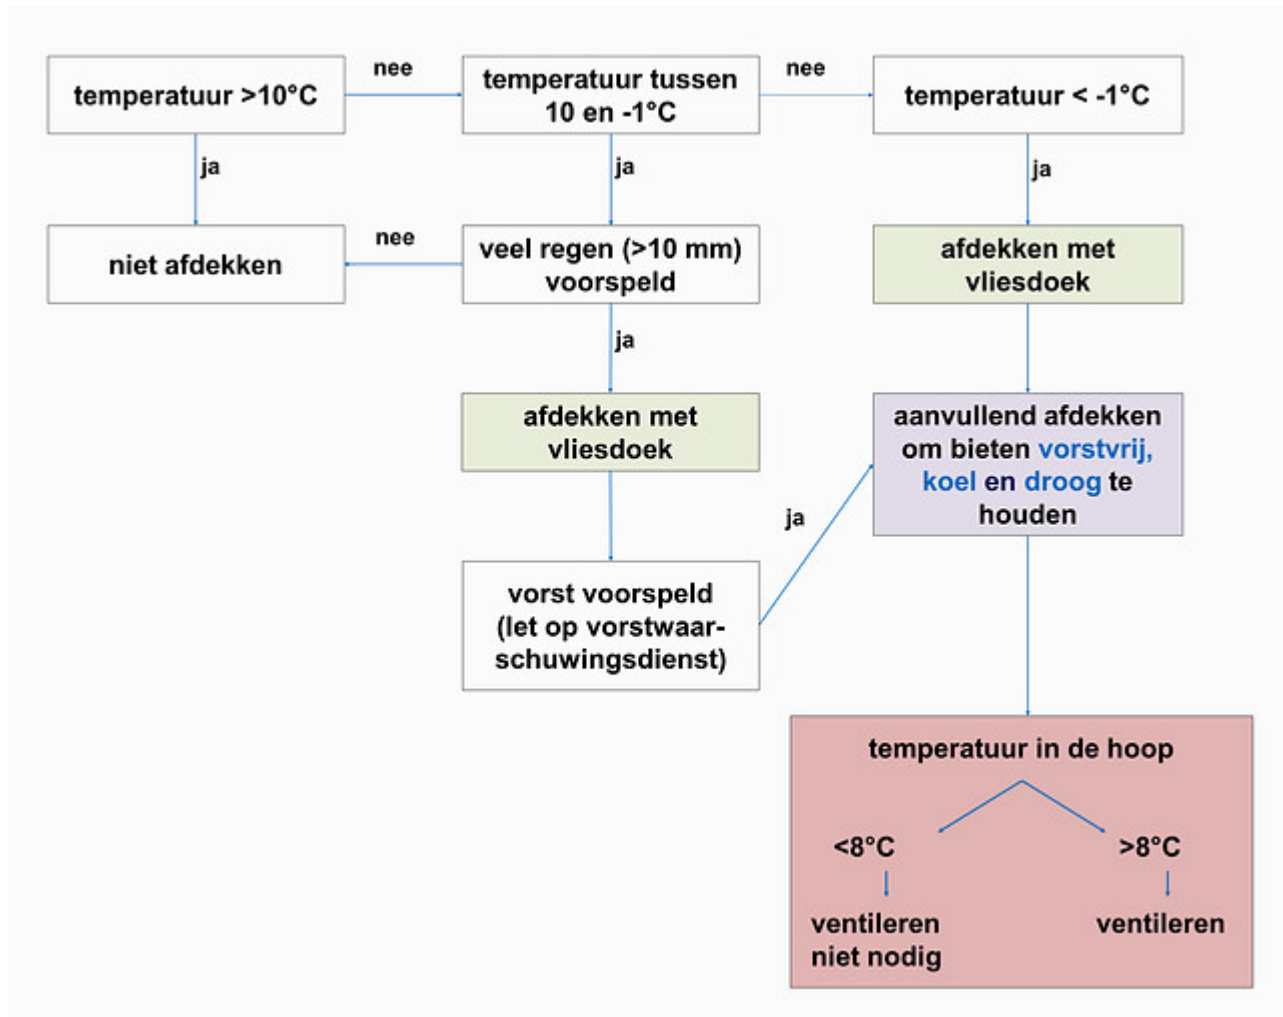 temperatuur >10°C
nee
temperatuur tussen
10 en -1°C
nee
temperatuur < -1°C
ja
ja
ja
niet afdekken
nee
veel regen (>10 mm)
voorspeld
afdekken met
vliesdoek
ja
afdekken met
vliesdoek
aanvullend afdekken
om bieten vorstvrij,
koel en droog te
houden
ja
vorst voorspeld
(let op vorstwaar-
schuwingsdienst)
temperatuur in de hoop
<8°C
>8°C
ventileren
niet nodig
ventileren